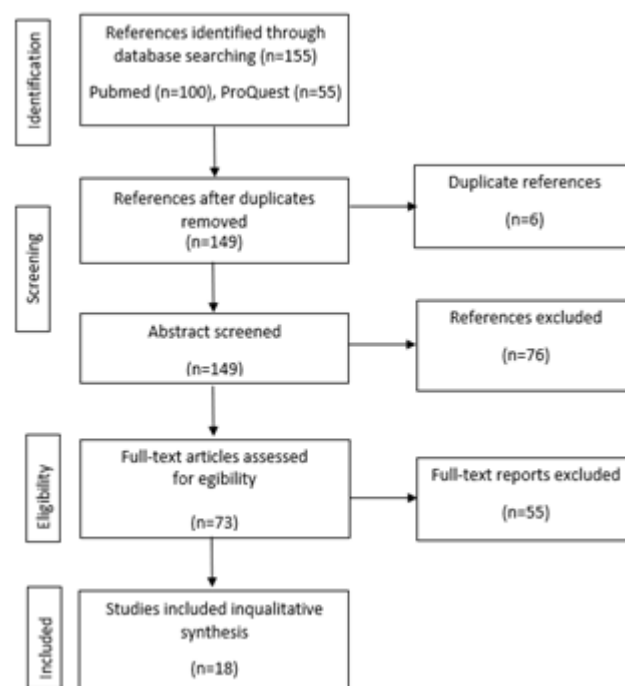 Identification
References identified through
database searching (n=155)
Pubmed (n=100), ProQuest (n=55)
Screening
References after duplicates
removed
(n=149)
Duplicate references
(n=6)
Abstract screened
(n=149)
References excluded
(n=76)
Eligibility
Full-text articles assessed
for egibility
(n=73)
Full-text reports excluded
(n=55)
Included
Studies included inqualitative
synthesis
(n=18)